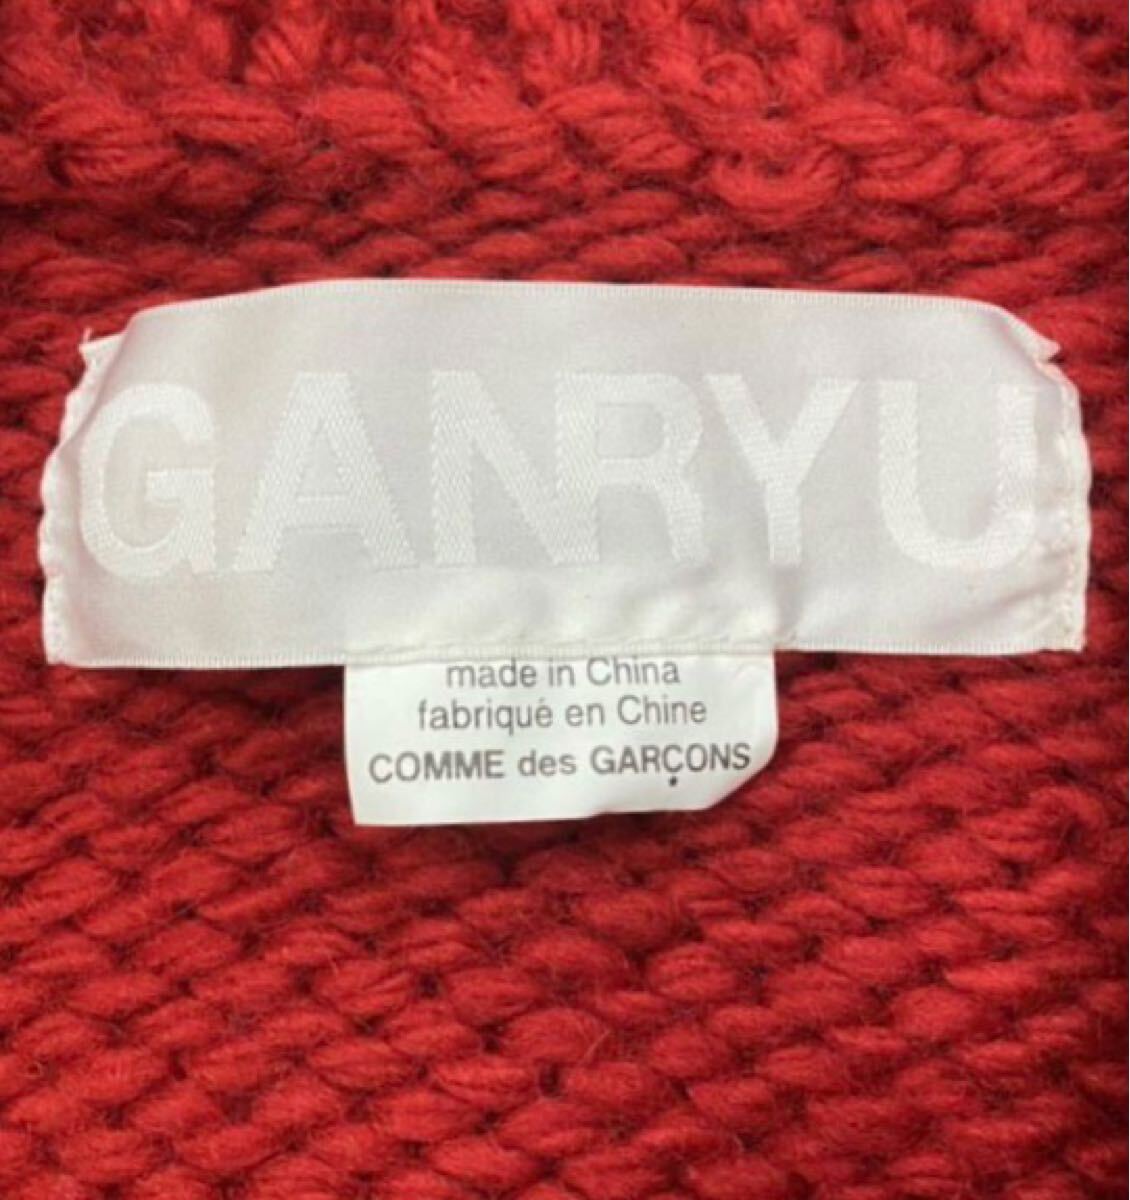 GANRYU
made in China
fabriqué en Chine
COMME des GARÇONS